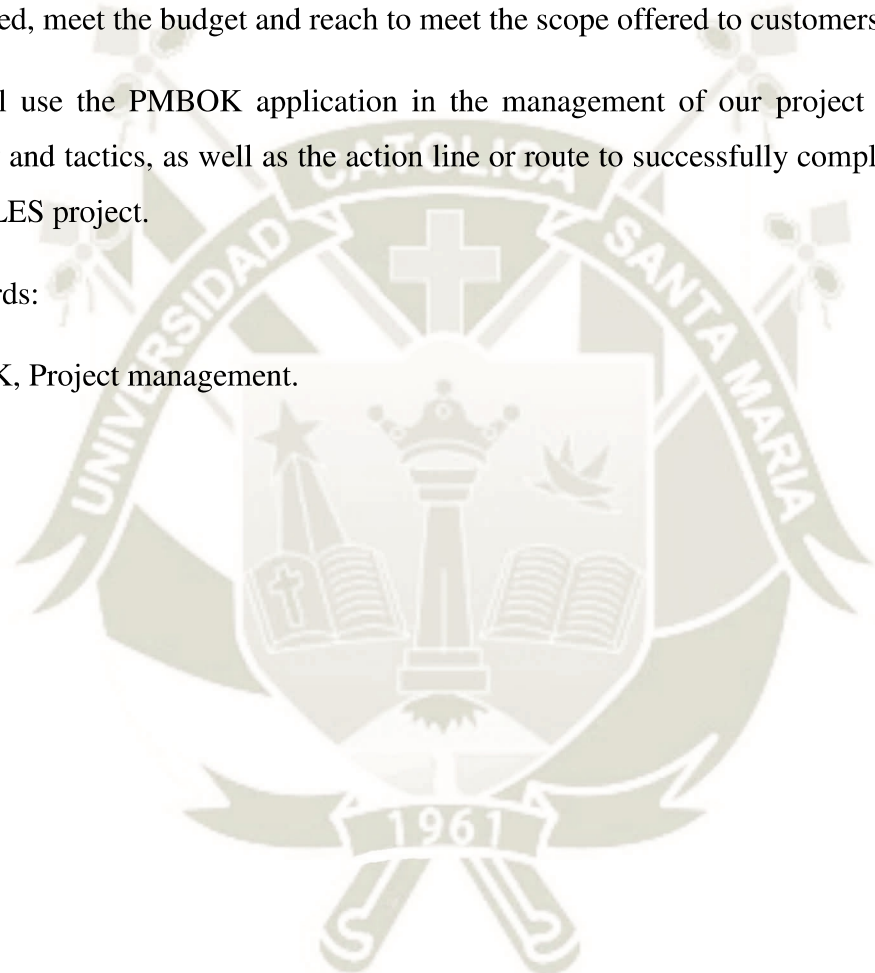 ed, meet the budget and reach to meet the scope offered to customers
l use the PMBOK application in the management of our project
and tactics, as well as the action line or route to successfully compl
LES project.
rds:
K, Project management.
UNIVERSIDAD CATOLICA SANTA MARIA
1961